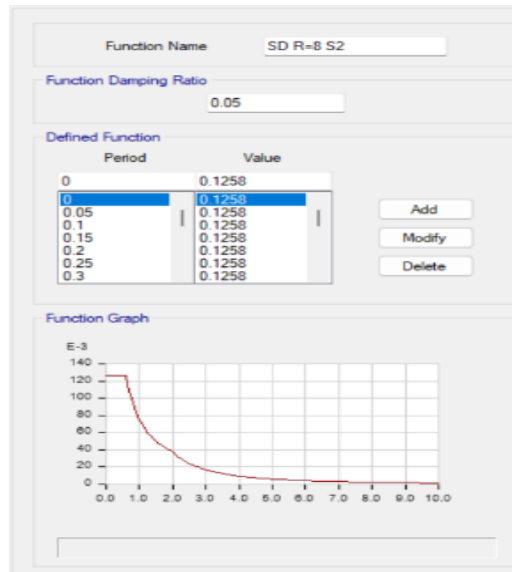 Function Name SD R=8 S2
Function Damping Ratio
0.05
Defined Function
Period Value
0 0.1258
0 0.1258
0.05 0.1258
0.1 0.1258
0.15 0.1258
0.2 0.1258
0.25 0.1258
0.3 0.1258
Add
Modify
Delete
Function Graph
E-3
140
120
100
80
60
40
20
0
0.0 1.0 2.0 3.0 4.0 5.0 6.0 7.0 8.0 9.0 10.0